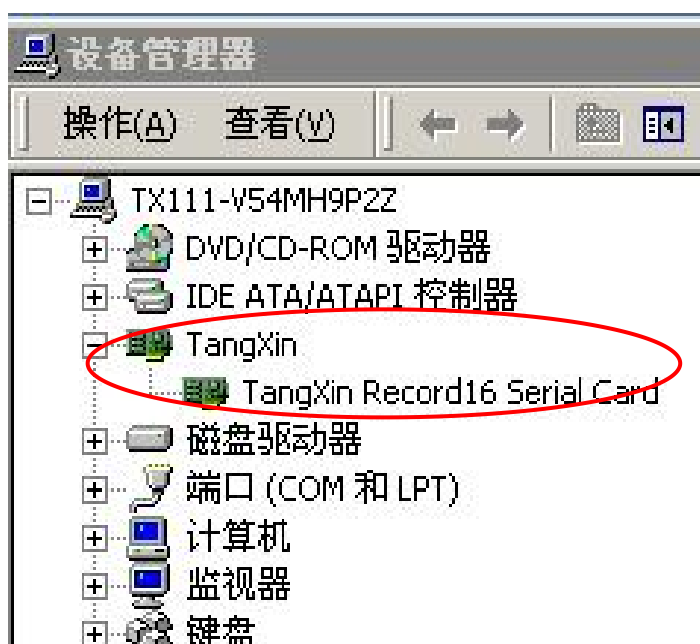 设备管理器
操作(A) 查看(V)
TX111-V54MH9P2Z
DVD/CD-ROM 驱动器
IDE ATA/ATAPI 控制器
TangXin
TangXin Record16 Serial Card
磁盘驱动器
端口 (COM 和 LPT)
计算机
监视器
键盘